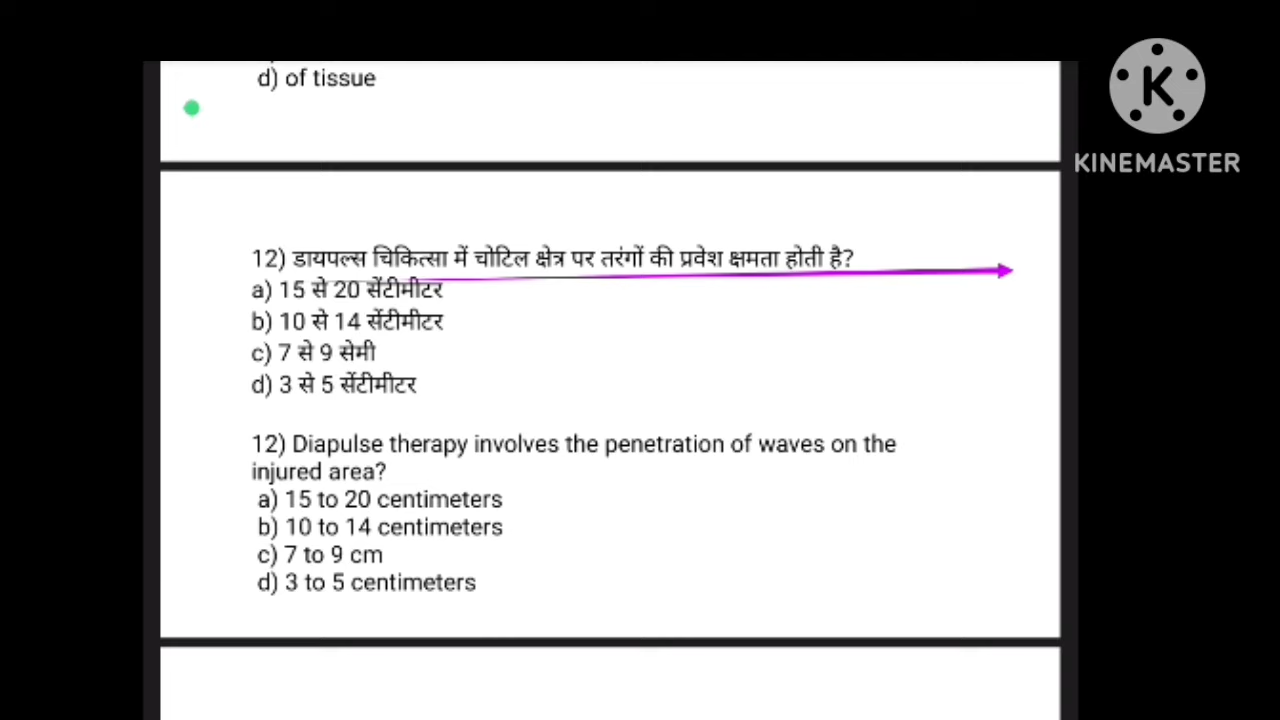 d) of tissue
K
KINEMASTER
12) डायपल्स चिकित्सा में चोटिल क्षेत्र पर तरंगों की प्रवेश क्षमता होती है?
a) 15 से 20 सेंटीमीटर
b) 10 से 14 सेंटीमीटर
c) 7 से 9 सेमी
d) 3 से 5 सेंटीमीटर
12) Diapulse therapy involves the penetration of waves on the
injured area?
a) 15 to 20 centimeters
b) 10 to 14 centimeters
c) 7 to 9 cm
d) 3 to 5 centimeters